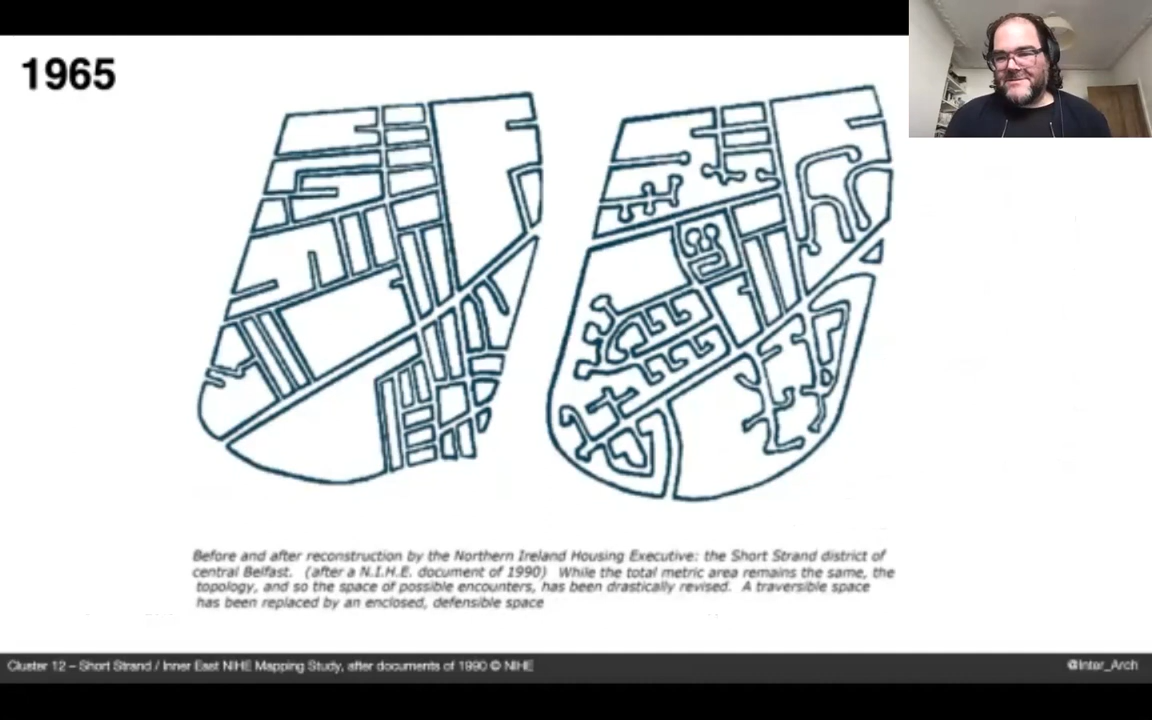 1965
Before and after reconstruction by the Northern Ireland Housing Executive: the Short Strand district of
central Belfast. (after a N.I.H.E. document of 1990) While the total metric area remains the same, the
topology, and so the space of possible encounters, has been drastically revised. A traversible space
has been replaced by an enclosed, defensible space
Cluster 12 – Short Strand / Inner East NIHE Mapping Study, after documents of 1990 © NIHE
@Inter_Arch